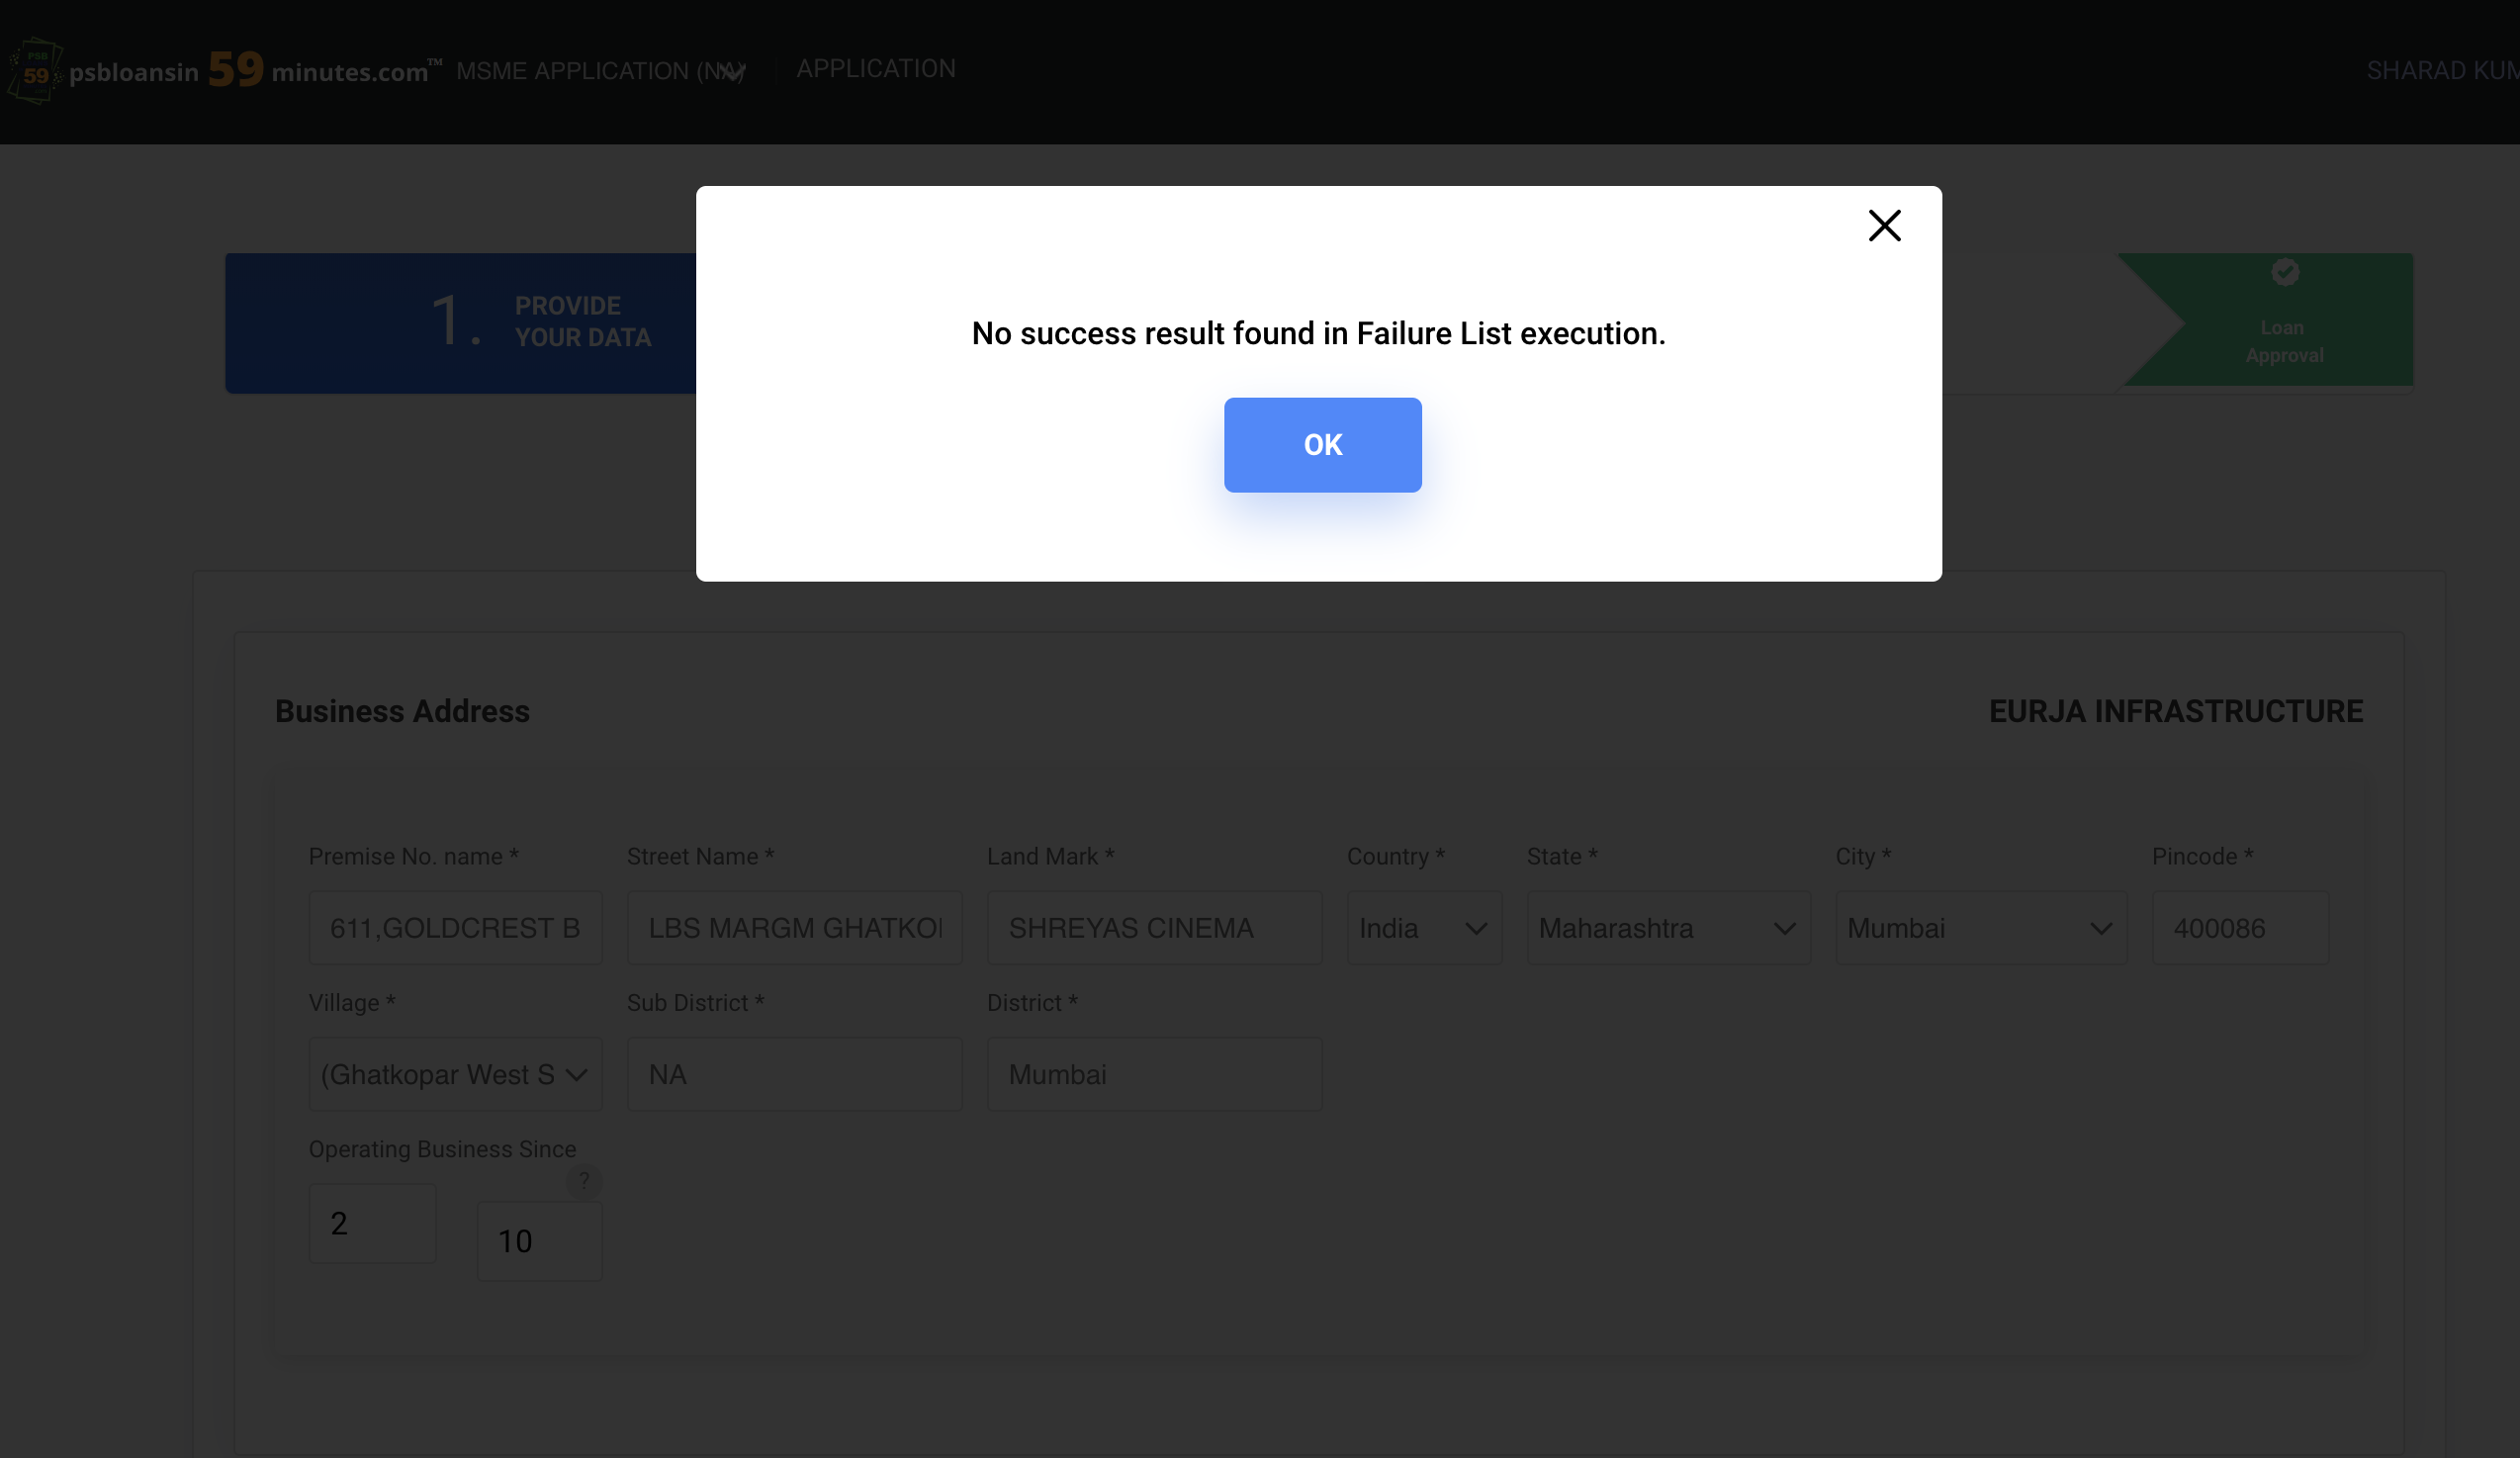 PSB
59
psbloansin 59 minutes.com™
MSME APPLICATION (NA)
APPLICATION
SHARAD KUM
No success result found in Failure List execution.
OK
1. PROVIDE
YOUR DATA
Loan
Approval
Business Address
EURJA INFRASTRUCTURE
Premise No. name * Street Name * Land Mark * Country * State * City * Pincode *
611,GOLDCREST B LBS MARGM GHATKO SHREYAS CINEMA India Maharashtra Mumbai 400086
Village * Sub District * District *
(Ghatkopar West S NA Mumbai
Operating Business Since
?
2 10